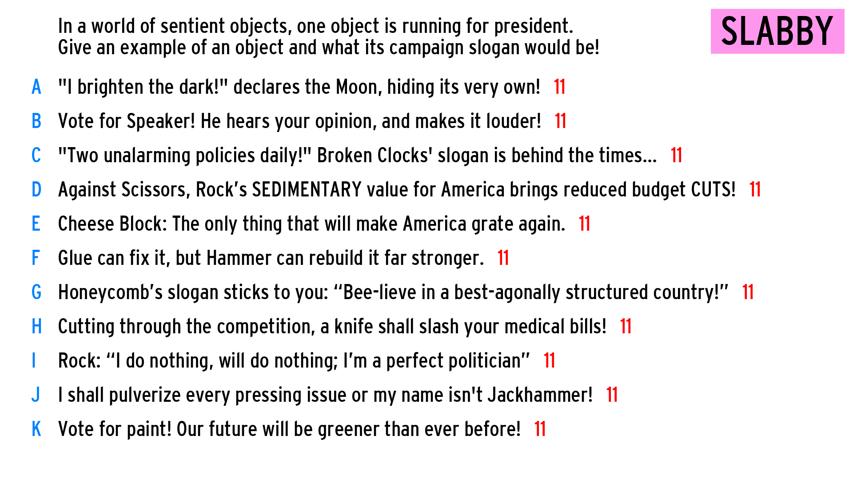 In a world of sentient objects, one object is running for president.
Give an example of an object and what its campaign slogan would be!
SLABBY
A "I brighten the dark!" declares the Moon, hiding its very own! 11
B Vote for Speaker! He hears your opinion, and makes it louder! 11
C "Two unalarming policies daily!" Broken Clocks' slogan is behind the times... 11
D Against Scissors, Rock’s SEDIMENTARY value for America brings reduced budget CUTS! 11
E Cheese Block: The only thing that will make America grate again. 11
F Glue can fix it, but Hammer can rebuild it far stronger. 11
G Honeycomb’s slogan sticks to you: “Bee-lieve in a best-agonally structured country!” 11
H Cutting through the competition, a knife shall slash your medical bills! 11
I Rock: “I do nothing, will do nothing; I’m a perfect politician” 11
J I shall pulverize every pressing issue or my name isn't Jackhammer! 11
K Vote for paint! Our future will be greener than ever before! 11